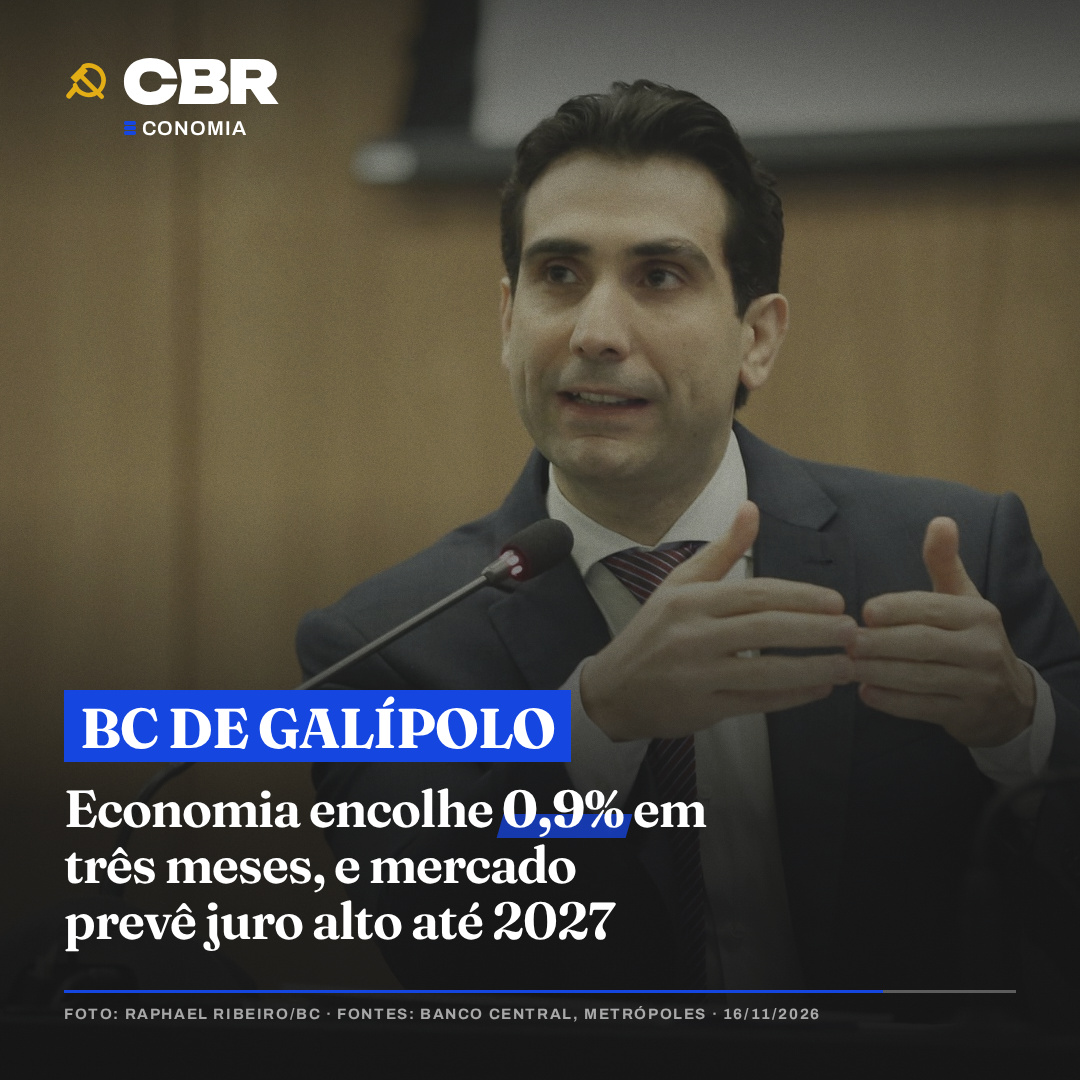 CBR
CONOMIA
BC DE GALÍPOLO
Economia encolhe 0,9% em
três meses, e mercado
prevê juro alto até 2027
FOTO: RAPHAEL RIBEIRO/BC · FONTES: BANCO CENTRAL, METRÓPOLES · 16/11/2026